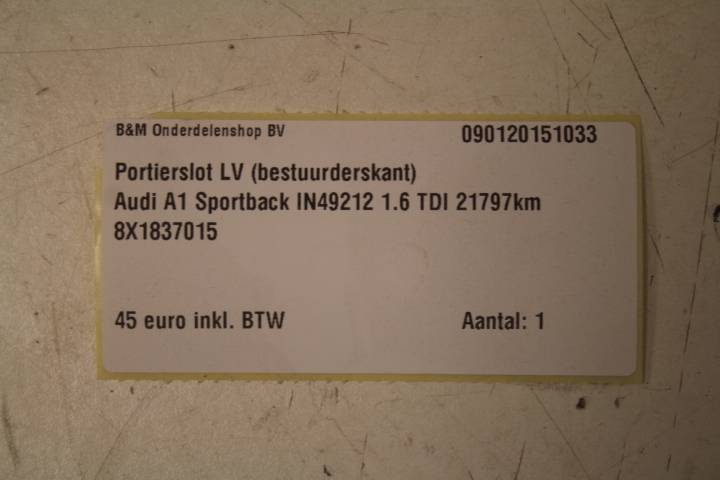 B&M Onderdelenshop BV 090120151033
Portierslot LV (bestuurderskant)
Audi A1 Sportback IN49212 1.6 TDI 21797km
8X1837015
45 euro inkl. BTW Aantal: 1